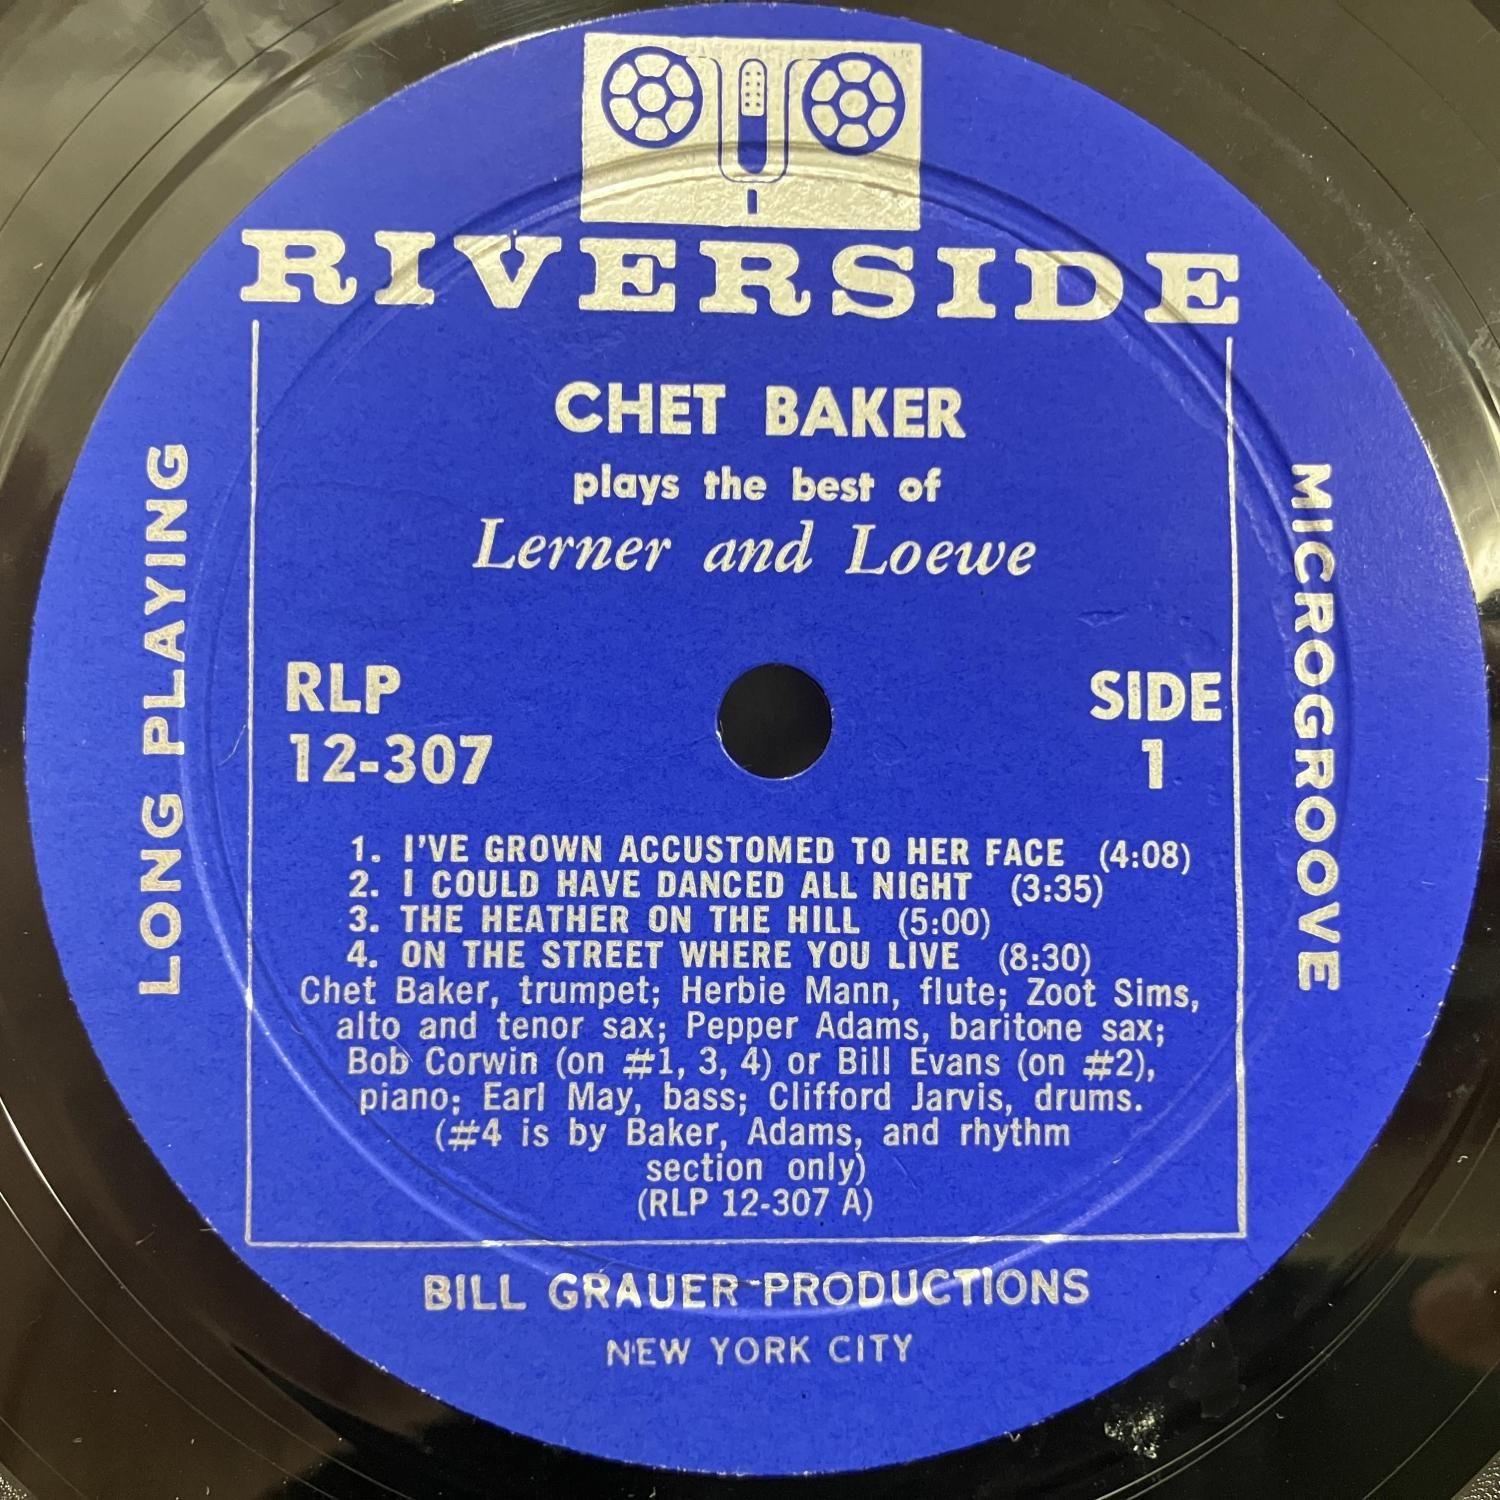 RIVERSIDE
CHET BAKER
plays the best of
Lerner and Loewe
LONG PLAYING
MICROGROOVE
RLP
12-307
SIDE
1
1. I'VE GROWN ACCUSTOMED TO HER FACE (4:08)
2. I COULD HAVE DANCED ALL NIGHT (3:35)
3. THE HEATHER ON THE HILL (5:00)
4. ON THE STREET WHERE YOU LIVE (8:30)
Chet Baker, trumpet; Herbie Mann, flute; Zoot Sims,
alto and tenor sax; Pepper Adams, baritone sax;
Bob Corwin (on #1, 3, 4) or Bill Evans (on #2),
piano; Earl May, bass; Clifford Jarvis, drums.
(#4 is by Baker, Adams, and rhythm
section only)
(RLP 12-307 A)
BILL GRAUER PRODUCTIONS
NEW YORK CITY